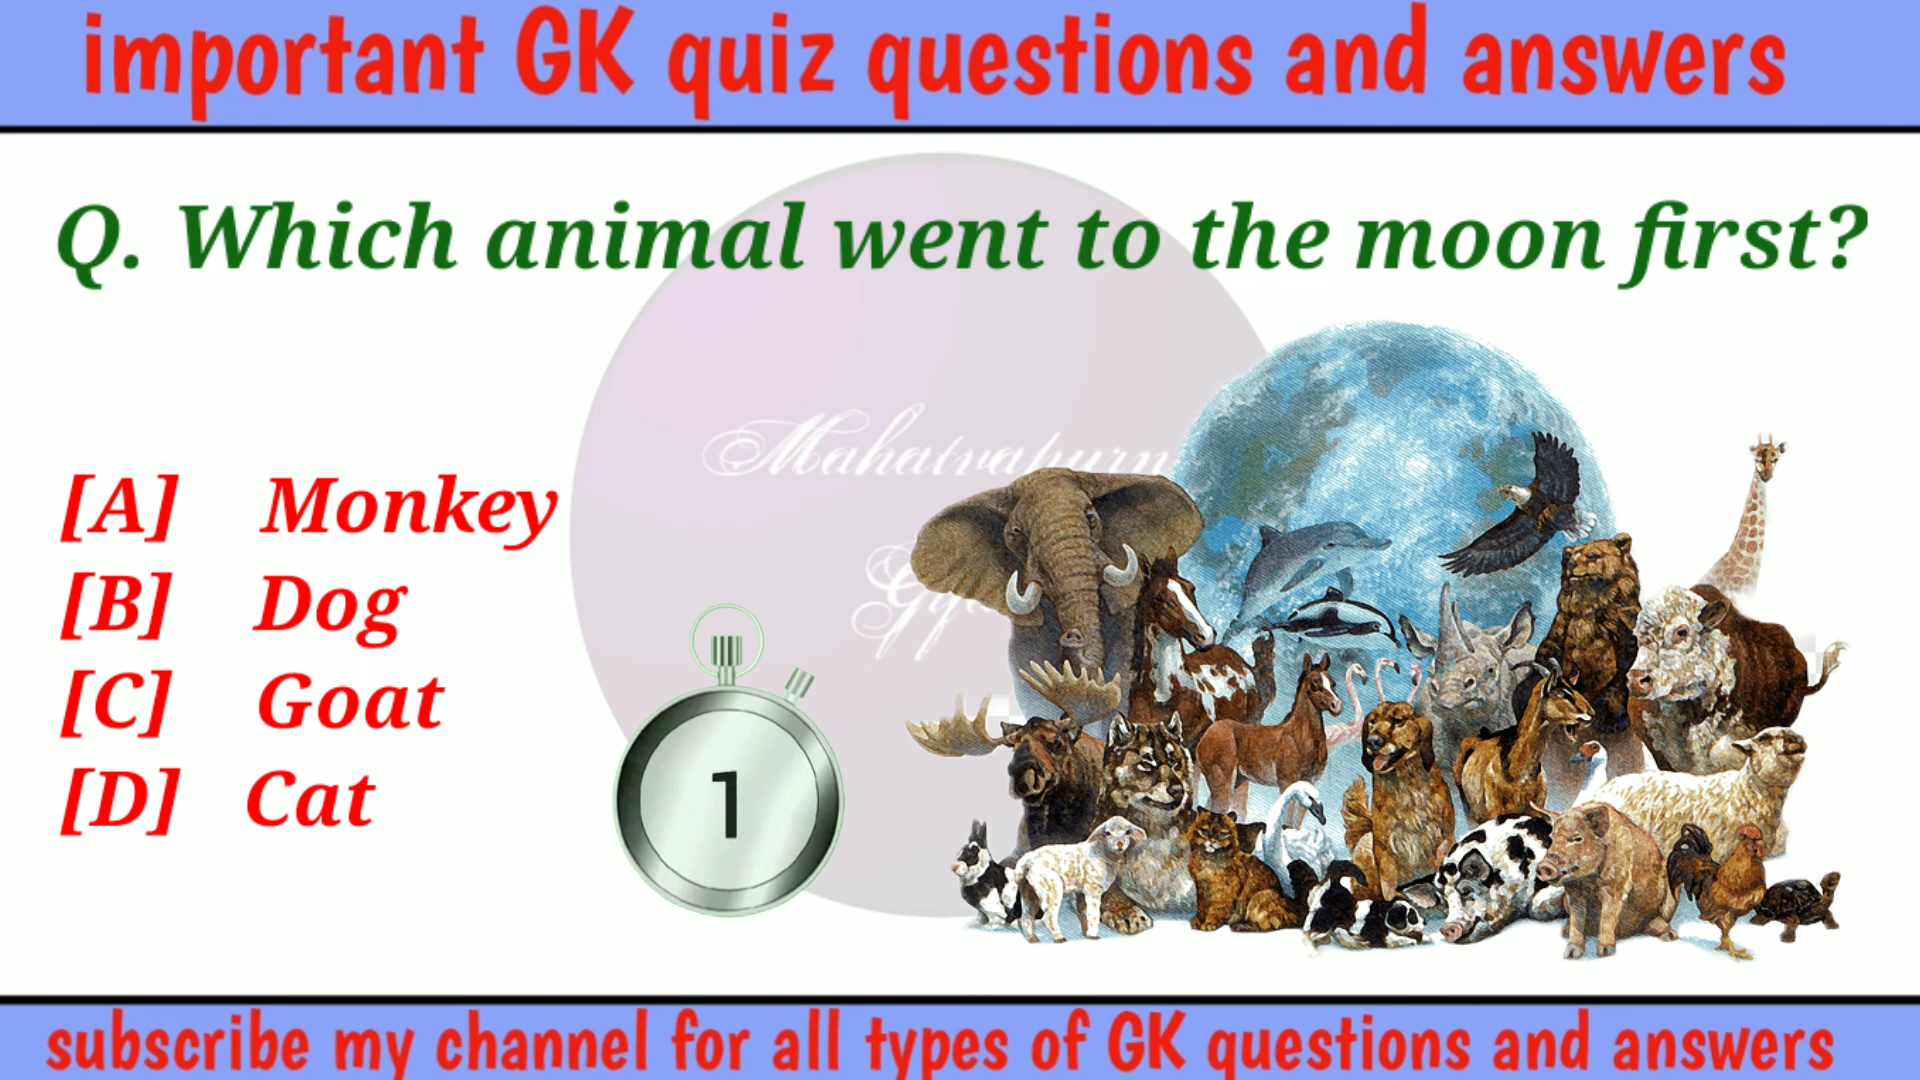 important GK quiz questions and answers
Q. Which animal went to the moon first?
Mahatvapurn
[A] Monkey
[B] Dog
[C] Goat
[D] Cat
1
subscribe my channel for all types of GK questions and answers